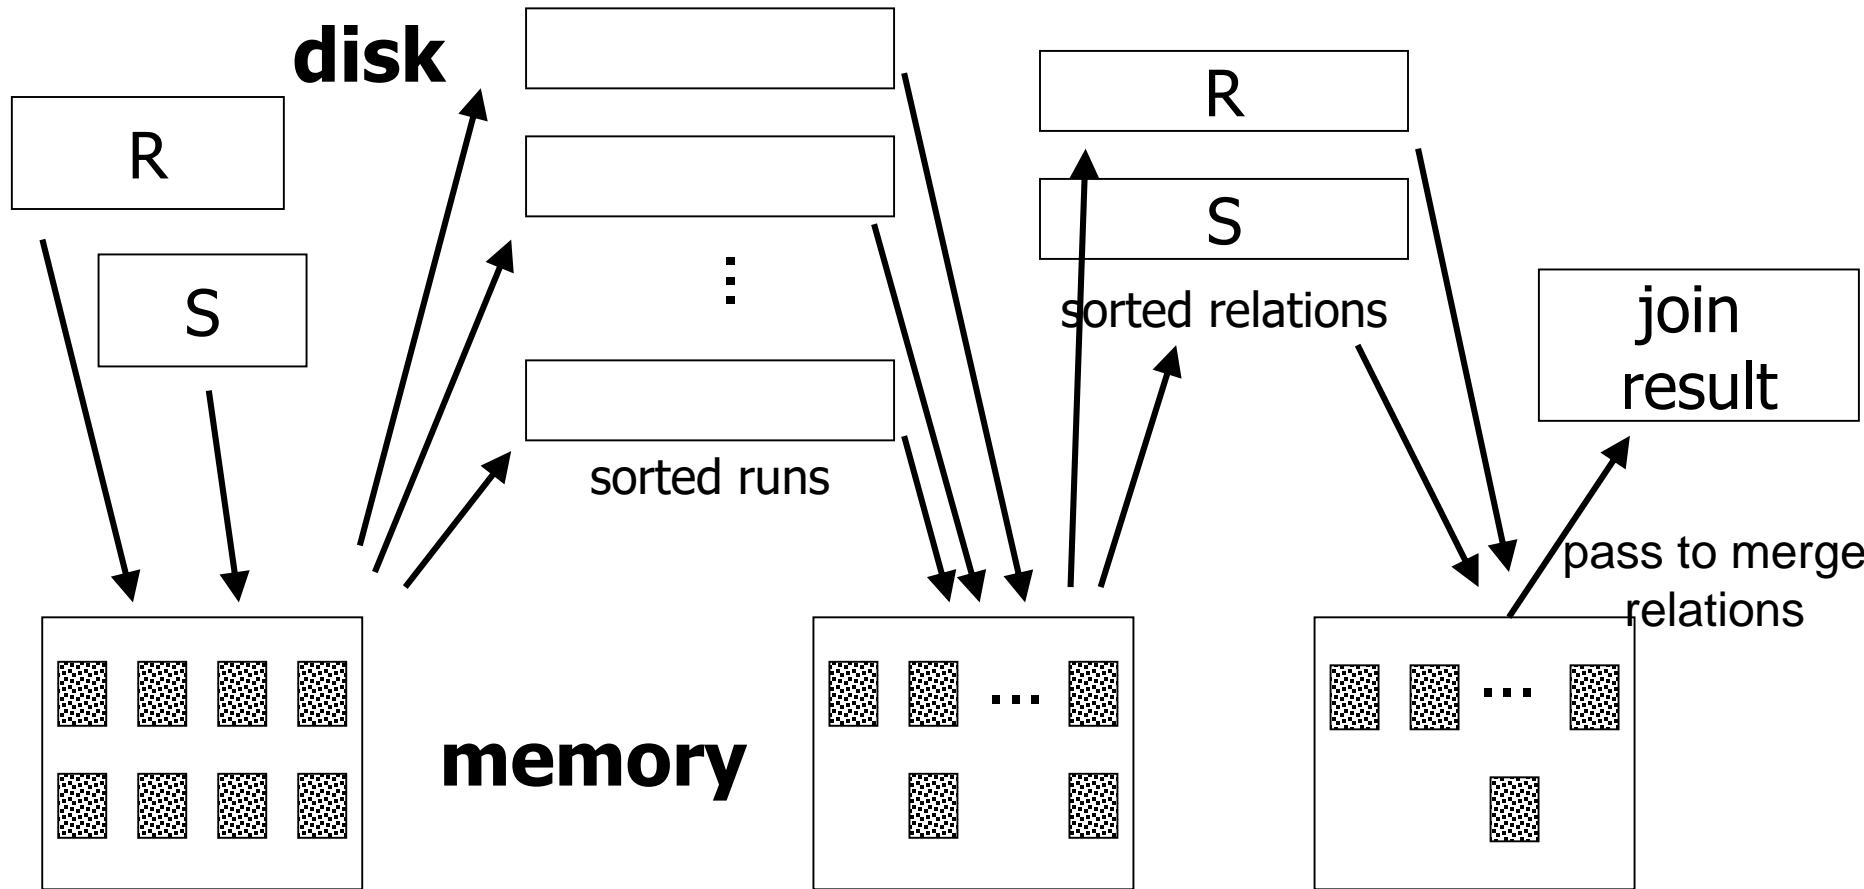 disk
R
S
sorted runs
R
S
sorted relations
join
result
pass to merge
relations
memory